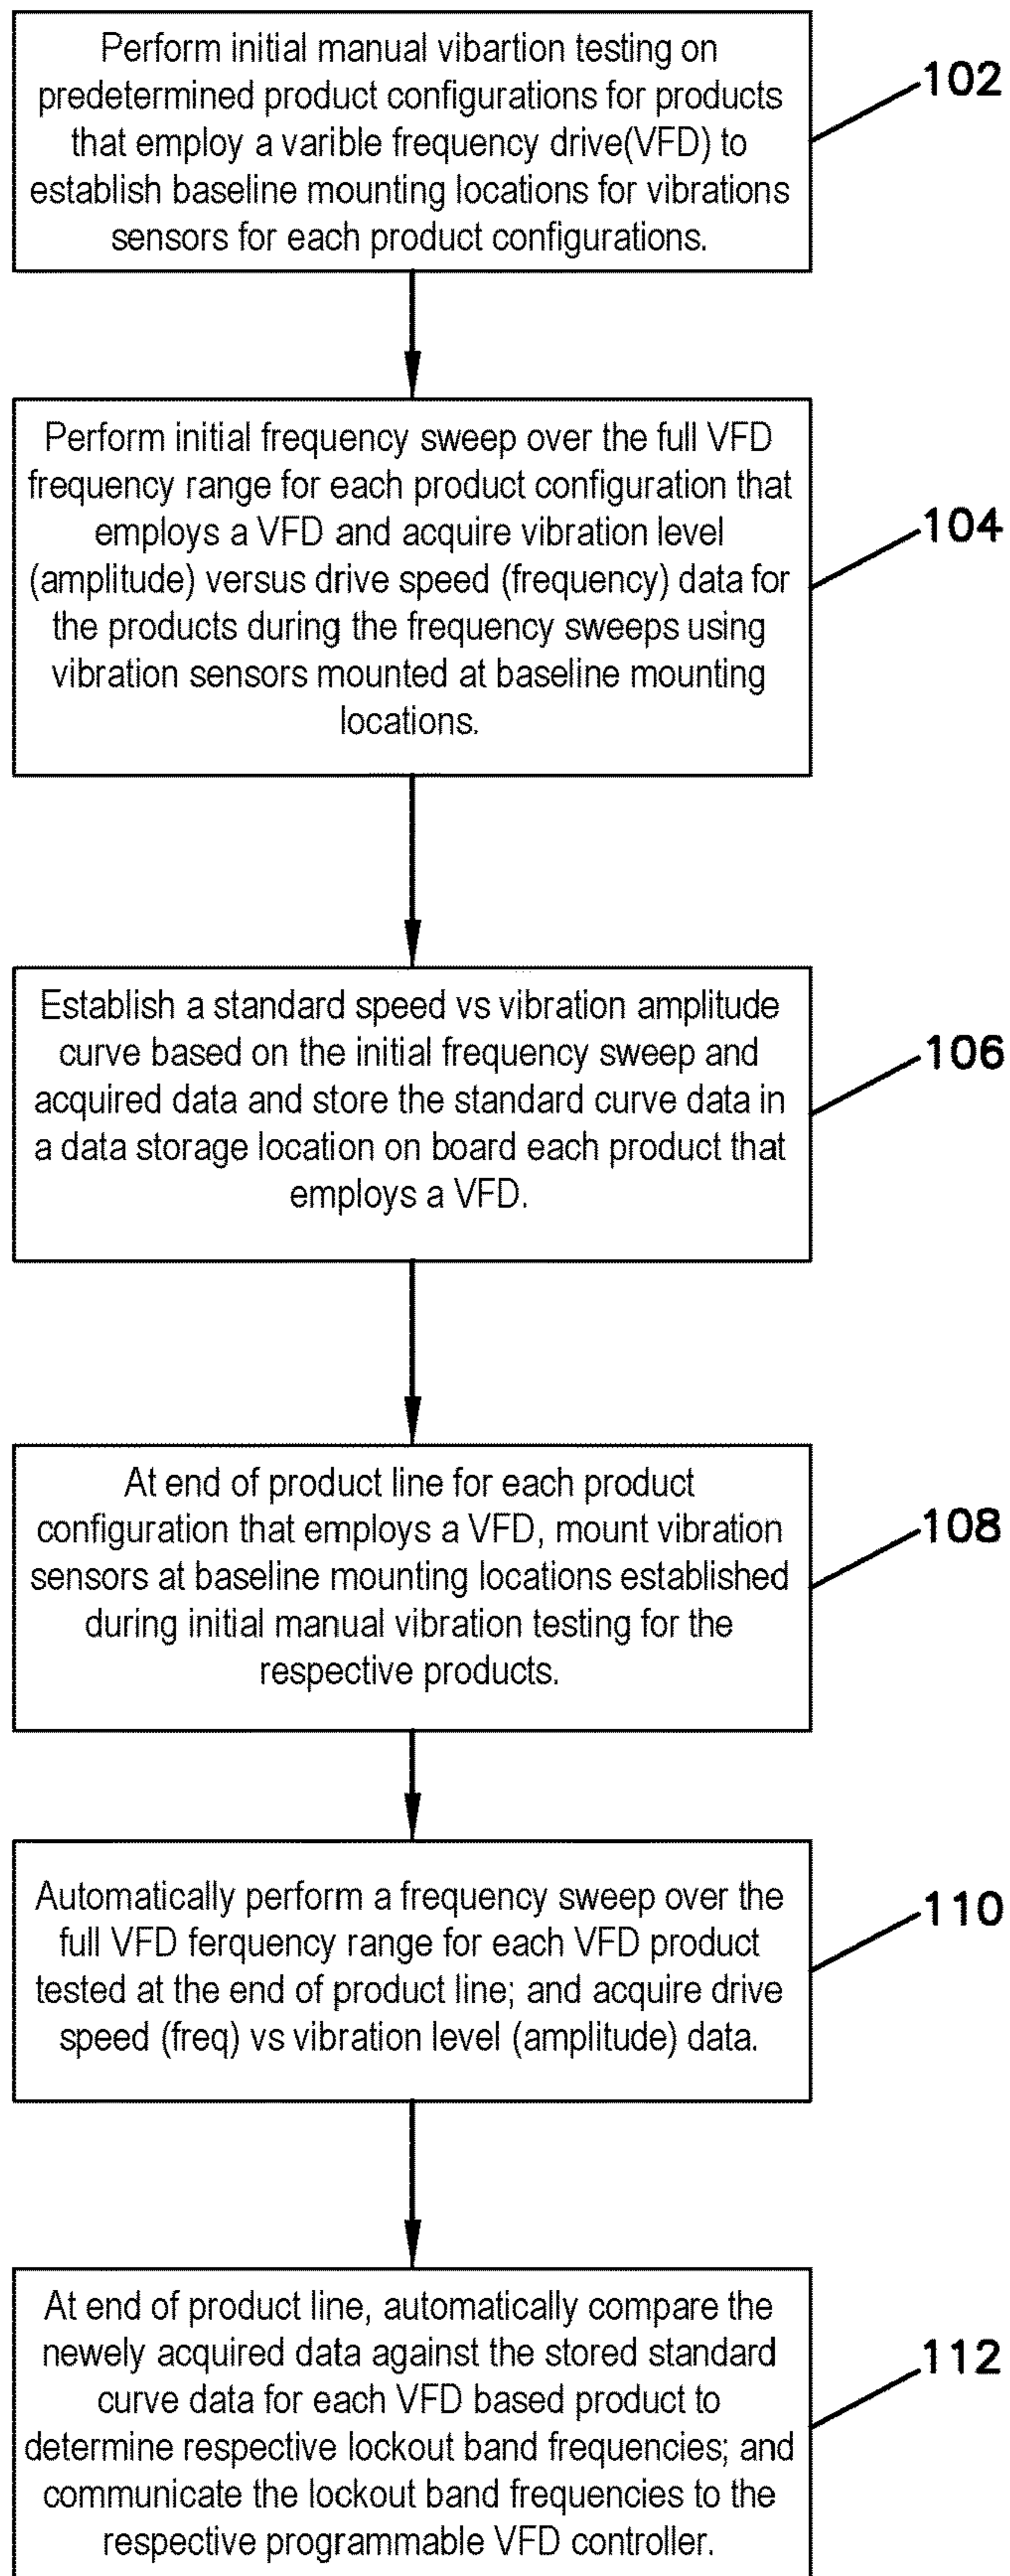 Perform initial manual vibartion testing on
predetermined product configurations for products
that employ a varible frequency drive(VFD) to
establish baseline mounting locations for vibrations
sensors for each product configurations.
102
Perform initial frequency sweep over the full VFD
frequency range for each product configuration that
employs a VFD and acquire vibration level
(amplitude) versus drive speed (frequency) data for
the products during the frequency sweeps using
vibration sensors mounted at baseline mounting
locations.
104
Establish a standard speed vs vibration amplitude
curve based on the initial frequency sweep and
acquired data and store the standard curve data in
a data storage location on board each product that
employs a VFD.
106
At end of product line for each product
configuration that employs a VFD, mount vibration
sensors at baseline mounting locations established
during initial manual vibration testing for the
respective products.
108
Automatically perform a frequency sweep over the
full VFD ferquency range for each VFD product
tested at the end of product line; and acquire drive
speed (freq) vs vibration level (amplitude) data.
110
At end of product line, automatically compare the
newly acquired data against the stored standard
curve data for each VFD based product to
determine respective lockout band frequencies; and
communicate the lockout band frequencies to the
respective programmable VFD controller.
112